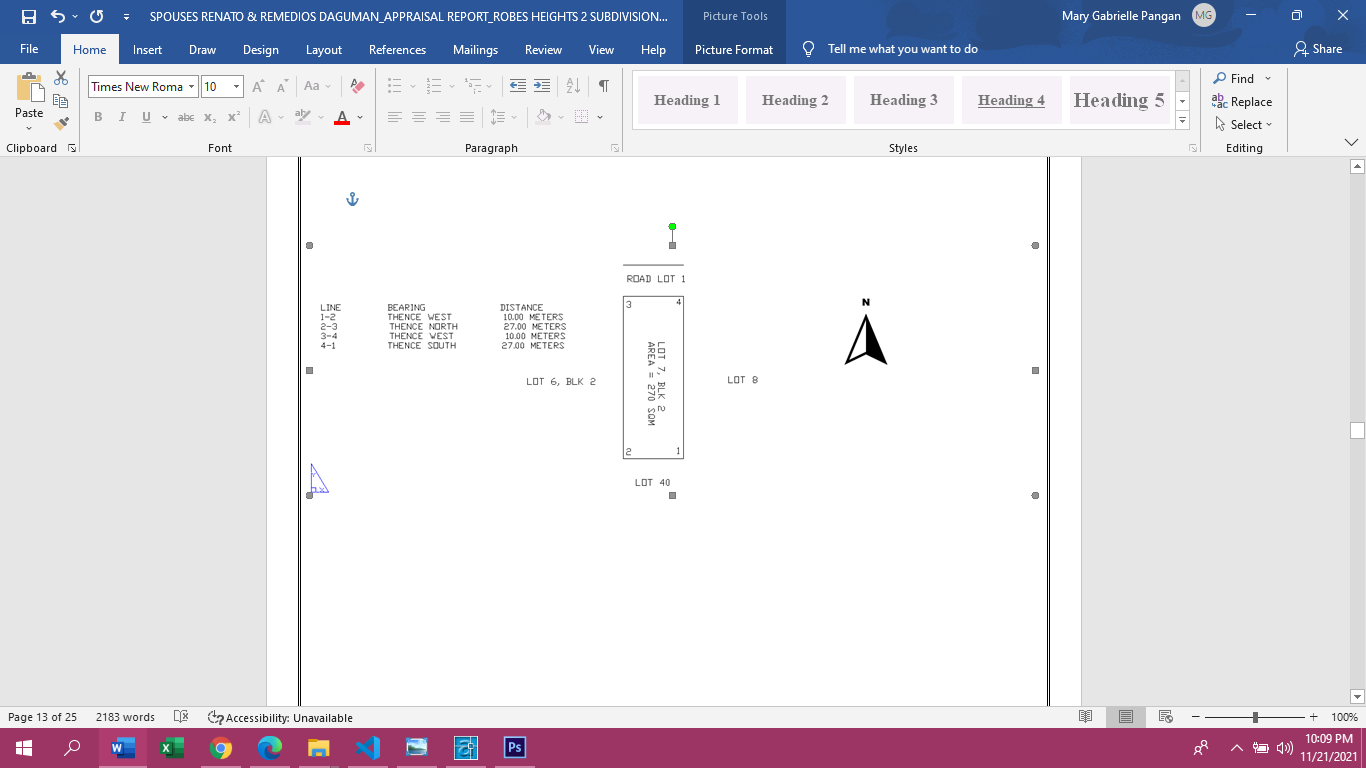 SPOUSES RENATO & REMEDIOS DAGUMAN_APPRAISAL REPORT_ROBES HEIGHTS 2 SUBDIVISION...
Picture Tools
Mary Gabrielle Pangan
MG
File Home Insert Draw Design Layout References Mailings Review View Help Picture Format Tell me what you want to do Share
Paste
Times New Roma 10
Heading 1 Heading 2 Heading 3 Heading 4 Heading 5
Find
Replace
Select
Clipboard Font Paragraph Styles Editing
ROAD LOT 1
LINE BEARING DISTANCE
1-2 THENCE WEST 10.00 METERS
2-3 THENCE NORTH 27.00 METERS
3-4 THENCE WEST 10.00 METERS
4-1 THENCE SOUTH 27.00 METERS
3 4
LOT 7, BLK 2
AREA = 270 SQM
2 1
LOT 6, BLK 2
LOT 8
LOT 40
N
Page 13 of 25 2183 words Accessibility: Unavailable 100%
10:09 PM
11/21/2021